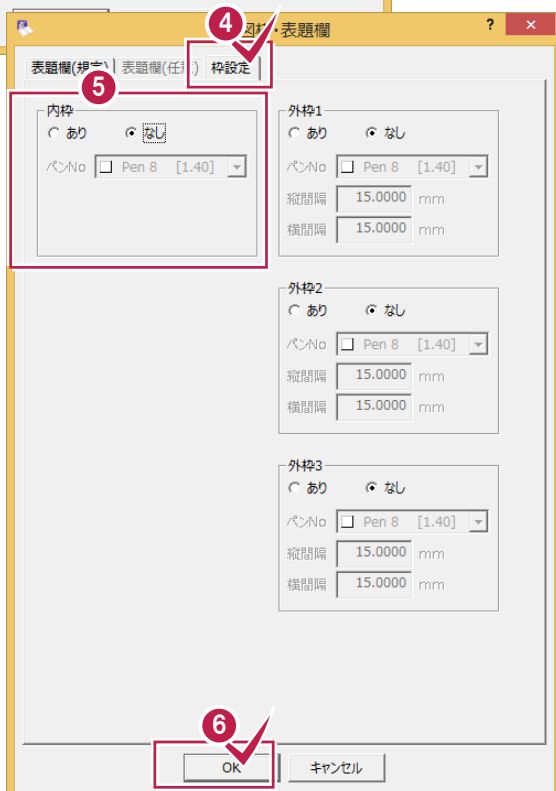 4
図枠・表題欄
?
×
表題欄(規定) 表題欄(任意) 枠設定
5
内枠
あり なし
ペンNo Pen 8 [1.40]
外枠1
あり なし
ペンNo Pen 8 [1.40]
縦間隔 15.0000 mm
横間隔 15.0000 mm
外枠2
あり なし
ペンNo Pen 8 [1.40]
縦間隔 15.0000 mm
横間隔 15.0000 mm
外枠3
あり なし
ペンNo Pen 8 [1.40]
縦間隔 15.0000 mm
横間隔 15.0000 mm
6
OK キャンセル